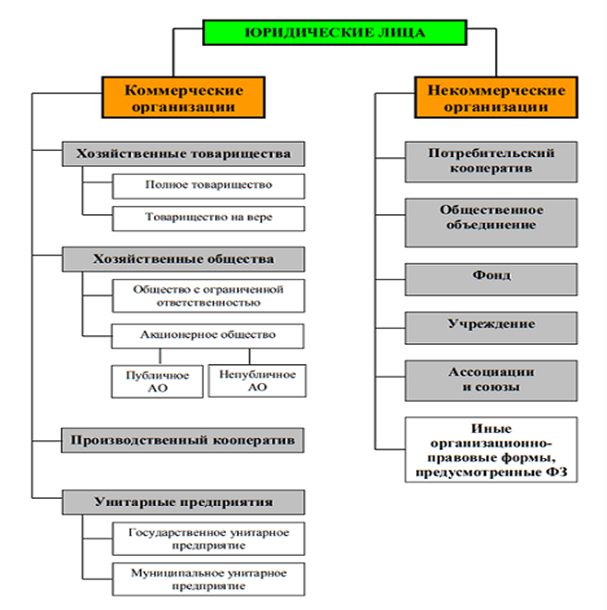 ЮРИДИЧЕСКИЕ ЛИЦА
Коммерческие
организации
Хозяйственные товарищества
Полное товарищество
Товарищество на вере
Хозяйственные общества
Общество с ограниченной
ответственностью
Акционерное общество
Публичное
АО
Непубличное
АО
Производственный кооператив
Унитарные предприятия
Государственное унитарное
предприятие
Муниципальное унитарное
предприятие
Некоммерческие
организации
Потребительский
кооператив
Общественное
объединение
Фонд
Учреждение
Ассоциации
и союзы
Иные
организационно-
правовые формы,
предусмотренные ФЗ